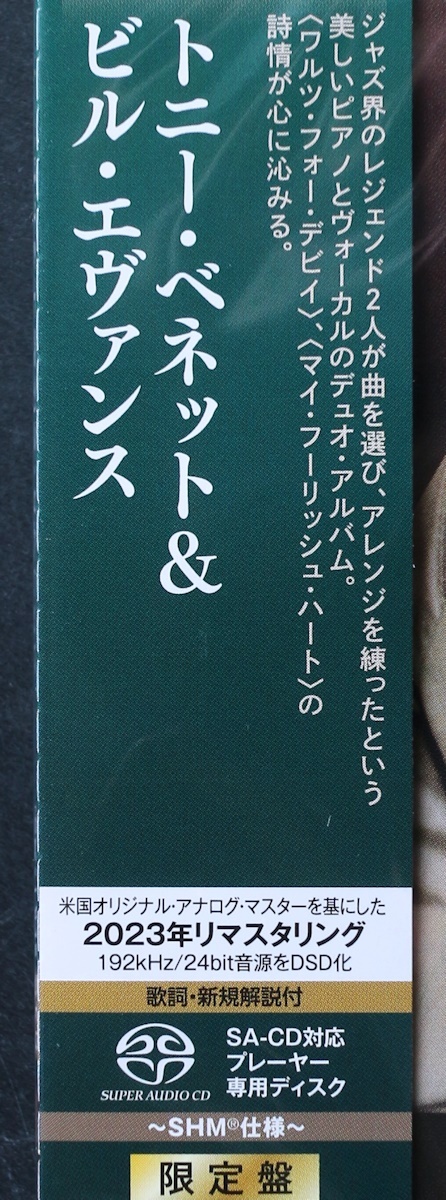 ジャズ界のレジェンド2人が曲を選び、アレンジを練ったという
美しいピアノとヴォーカルのデュオ・アルバム。
〈ワルツ・フォー・デビイ〉、〈マイ・フーリッシュ・ハート〉の
詩情が心に沁みる。
トニー・ベネット&
ビル・エヴァンス
米国オリジナル・アナログ・マスターを基にした
2023年リマスタリング
192kHz/24bit音源をDSD化
歌詞・新規解説付
SUPER AUDIO CD
SA-CD対応
プレーヤー
専用ディスク
～SHM®仕様～
限定盤